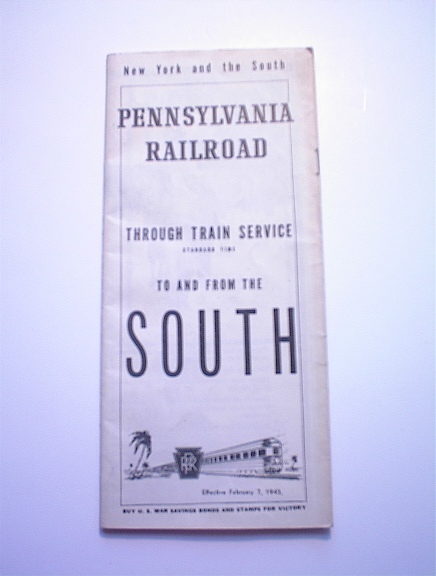 New York and the South
PENNSYLVANIA
RAILROAD
THROUGH TRAIN SERVICE
STANDARD TIME
TO AND FROM THE
SOUTH
PRR
Effective February 7, 1943.
BUY U. S. WAR SAVINGS BONDS AND STAMPS FOR VICTORY